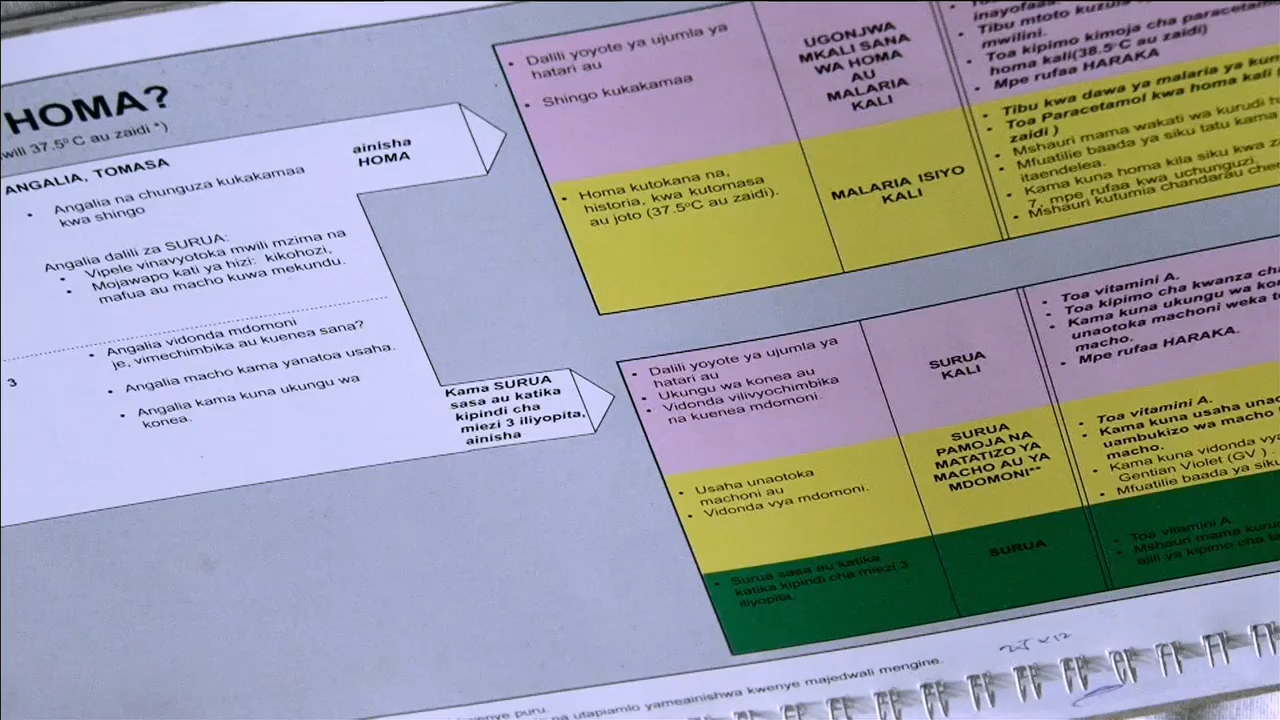 HOMA?
37.5°C au zaidi *)
ANGALIA, TOMASA
• Angalia na chunguza kukakamaa
kwa shingo
Angalia dalili za SURUA:
• Vipele vinavyotoka mwili mzima na
• Mojawapo kati ya hizi: kikohozi,
mafua au macho kuwa mekundu.
3
• Angalia vidonda mdomoni
je, vimechimbika au kuenea sana?
• Angalia macho kama yanatoa usaha.
• Angalia kama kuna ukungu wa
konea.
ainisha
HOMA
Kama SURUA
sasa au katika
kipindi cha
miezi 3 iliyopita,
ainisha
• Dalili yoyote ya ujumla ya
hatari au
• Shingo kukakamaa
UGONJWA
MKALI SANA
WA HOMA
AU
MALARIA
KALI
inayofaa.
• Tibu mtoto kuzuia
mwilini.
• Toa kipimo kimoja cha
homa kali(38.5°C au zaidi)
• Mpe rufaa HARAKA
• Homa kutokana na,
historia, kwa kutomasa
au joto (37.5°C au zaidi).
MALARIA ISIYO
KALI
• Tibu kwa dawa ya malaria ya
• Toa Paracetamol kwa homa kali
zaidi )
• Mshauri mama wakati wa kurudi
• Mfuatilie baada ya siku tatu kama
itaendelea.
• Kama kuna homa kila siku kwa
7, mpe rufaa kwa uchunguzi.
• Mshauri kutumia chandarua
• Dalili yoyote ya ujumla ya
hatari au
• Ukungu wa konea au
• Vidonda vilivyochimbika
na kuenea mdomoni.
SURUA
KALI
• Toa vitamini A.
• Toa kipimo cha kwanza
• Kama kuna ukungu wa
unaotoka machoni weka
macho.
• Mpe rufaa HARAKA.
• Usaha unaotoka
machoni au
• Vidonda vya mdomoni.
SURUA
PAMOJA NA
MATATIZO YA
MACHO AU YA
MDOMONI**
• Toa vitamini A.
• Kama kuna usaha
uambukizo wa macho
macho.
• Kama kuna vidonda
Gentian Violet (GV) .
• Mfuatilie baada ya siku
• Surua sasa au katika
katika kipindi cha miezi 3
iliyopita.
SURUA
• Toa vitamini A.
• Mshauri mama
ajili ya kipimo cha
puru.
na utapiamlo yameainishwa kwenye majedwali mengine.